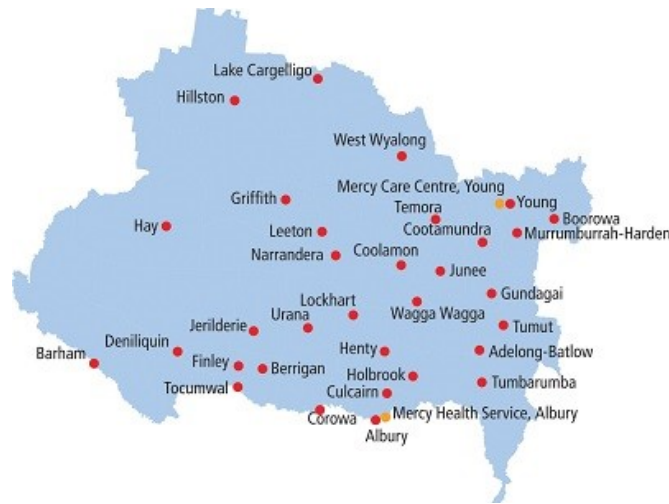 Lake Cargelligo
Hillston
West Wyalong
Mercy Care Centre, Young
Young
Griffith
Temora
Boorowa
Hay
Leeton
Cootamundra
Murrumburrah-Harden
Narrandera
Coolamon
Junee
Gundagai
Lockhart
Urana
Wagga Wagga
Jerilderie
Tumut
Deniliquin
Barham
Henty
Adelong-Batlow
Finley
Berrigan
Holbrook
Tumbarumba
Tocumwal
Culcairn
Corowa
Mercy Health Service, Albury
Albury